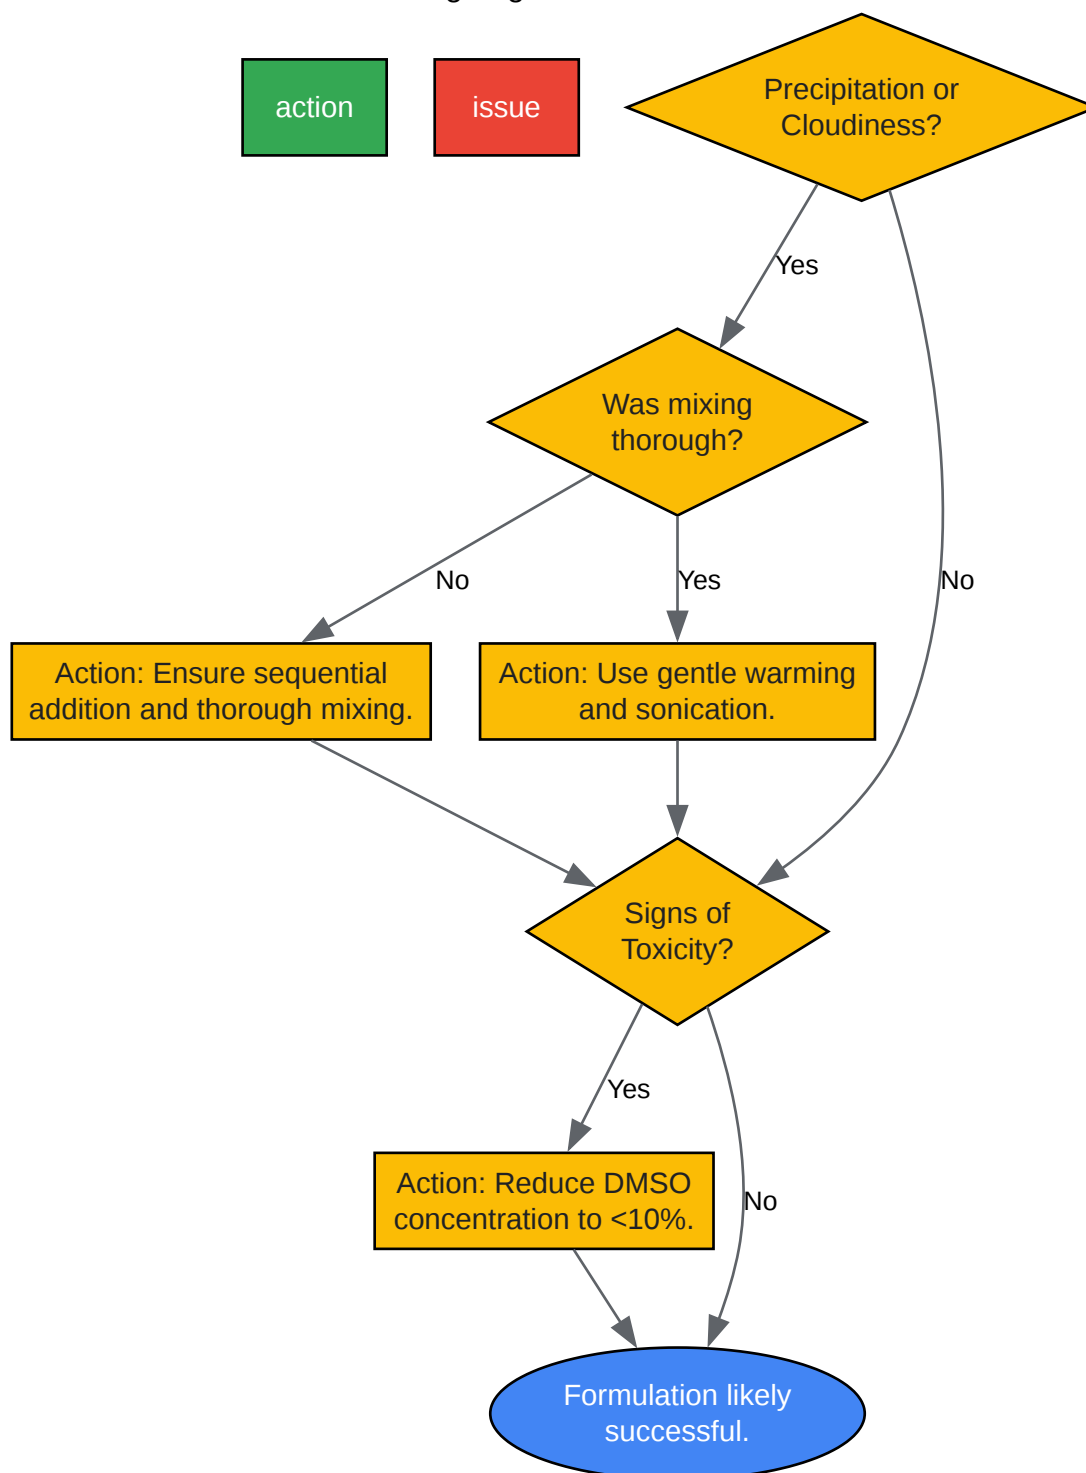 action
issue
Precipitation or
Cloudiness?
Yes
Was mixing
thorough?
No
Yes
No
Action: Ensure sequential
addition and thorough mixing.
Action: Use gentle warming
and sonication.
Signs of
Toxicity?
Yes
Action: Reduce DMSO
concentration to <10%.
No
Formulation likely
successful.